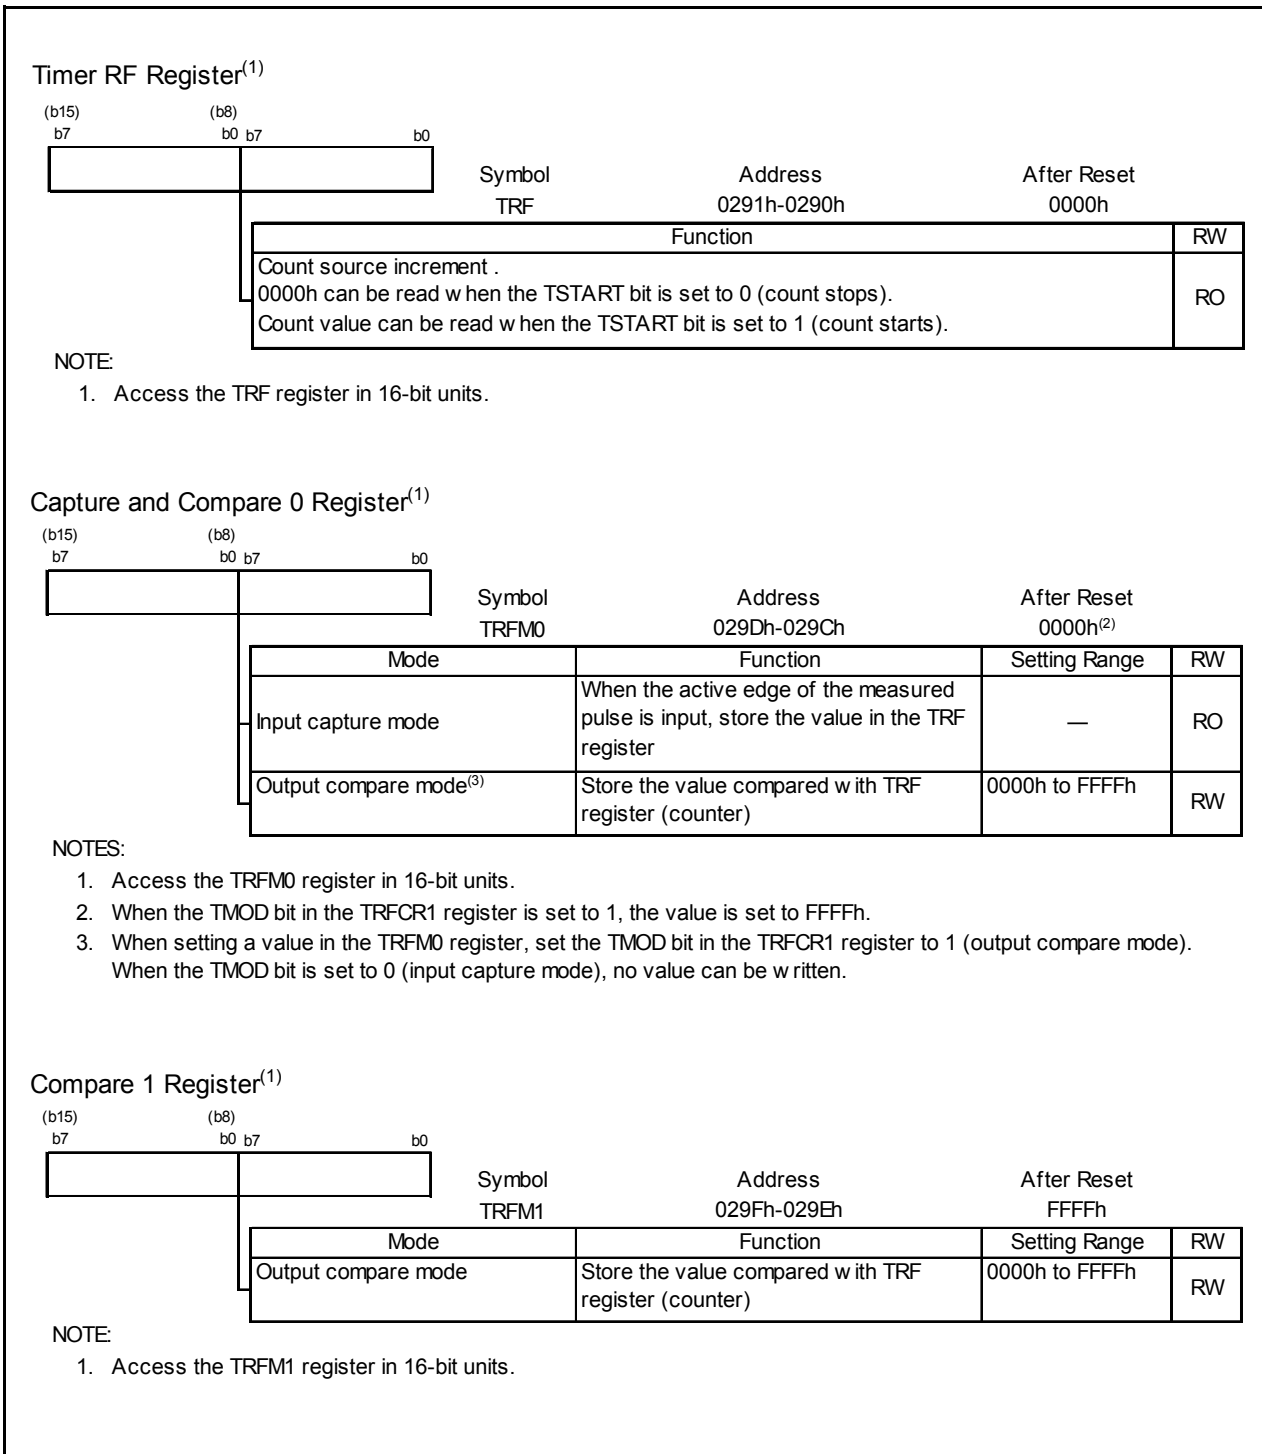 Timer RF Register(1)
(b15) (b8)
b7 b0 b7 b0
Symbol Address After Reset
TRF 0291h-0290h 0000h
Function RW
Count source increment .
0000h can be read when the TSTART bit is set to 0 (count stops).
RO
Count value can be read when the TSTART bit is set to 1 (count starts).
NOTE:
1. Access the TRF register in 16-bit units.
Capture and Compare 0 Register(1)
(b15) (b8)
b7 b0 b7 b0
Symbol Address After Reset
TRFM0 029Dh-029Ch 0000h(2)
Mode Function Setting Range RW
When the active edge of the measured
Input capture mode pulse is input, store the value in the TRF — RO
register
Output compare mode(3) Store the value compared with TRF 0000h to FFFFh RW
register (counter)
NOTES:
1. Access the TRFM0 register in 16-bit units.
2. When the TMOD bit in the TRFCR1 register is set to 1, the value is set to FFFFh.
3. When setting a value in the TRFM0 register, set the TMOD bit in the TRFCR1 register to 1 (output compare mode).
When the TMOD bit is set to 0 (input capture mode), no value can be written.
Compare 1 Register(1)
(b15) (b8)
b7 b0 b7 b0
Symbol Address After Reset
TRFM1 029Fh-029Eh FFFFh
Mode Function Setting Range RW
Output compare mode Store the value compared with TRF 0000h to FFFFh RW
register (counter)
NOTE:
1. Access the TRFM1 register in 16-bit units.